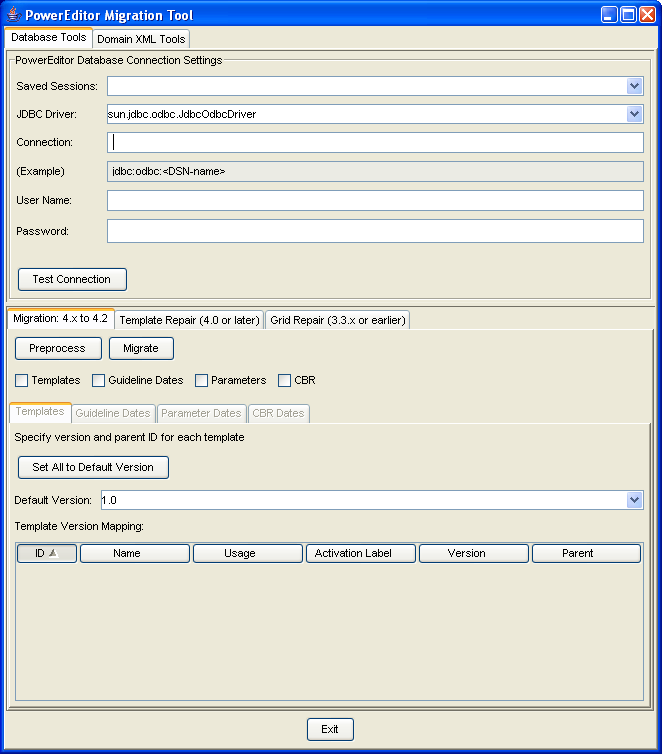 PowerEditor Migration Tool
Database Tools Domain XML Tools
PowerEditor Database Connection Settings
Saved Sessions:
JDBC Driver: sun.jdbc.odbc.JdbcOdbcDriver
Connection:
(Example) jdbc:odbc:<DSN-name>
User Name:
Password:
Test Connection
Migration: 4.x to 4.2 Template Repair (4.0 or later) Grid Repair (3.3.x or earlier)
Preprocess Migrate
Templates Guideline Dates Parameters CBR
Templates Guideline Dates Parameter Dates CBR Dates
Specify version and parent ID for each template
Set All to Default Version
Default Version: 1.0
Template Version Mapping:
ID Name Usage Activation Label Version Parent
Exit